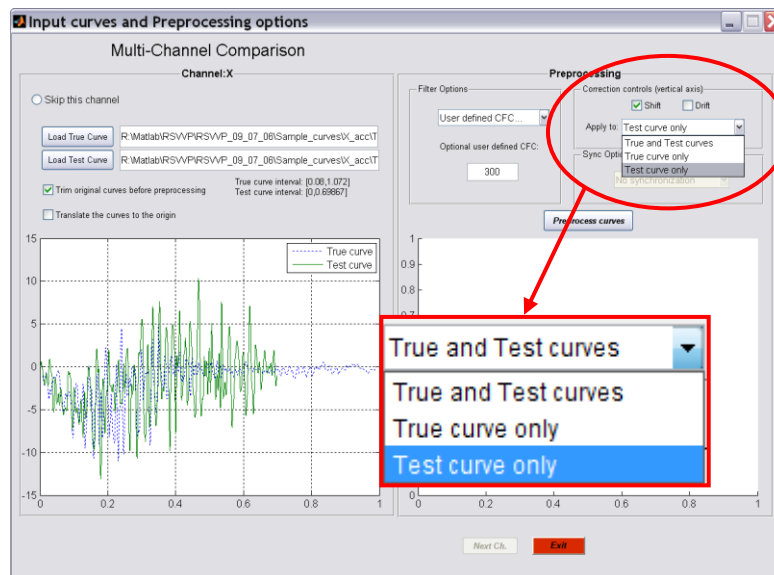 Input curves and Preprocessing options
Multi-Channel Comparison
Channel:X
Skip this channel
Load True Curve R:\Matlab\RSVVP\RSVVP_09_07_08\Sample_curves\X_acc\T
Load Test Curve R:\Matlab\RSVVP\RSVVP_09_07_08\Sample_curves\X_acc\T
Trim original curves before preprocessing
True curve interval: [0.08,1.072]
Test curve interval: [0,0.69867]
Translate the curves to the origin
True curve
Test curve
15
10
5
0
-5
-10
-15
0 0.2 0.4 0.6 0.8 1
Preprocessing
Filter Options
User defined CFC...
Optional user defined CFC:
300
Correction controls (vertical axis)
Shift Drift
Apply to: Test curve only
True and Test curves
True curve only
Test curve only
Sync Opti
No synchronization
Preprocess curves
1
0.9
0.8
0.7
0
0 0.2 0.4 0.6 0.8 1
True and Test curves
True and Test curves
True curve only
Test curve only
Next Ch. Exit